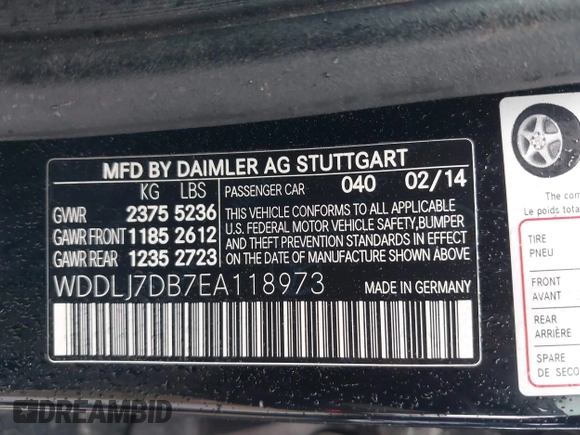 MFD BY DAIMLER AG STUTTGART
KG LBS PASSENGER CAR 040 02/14
GVWR 2375 5236
GAWR FRONT 1185 2612
GAWR REAR 1235 2723
THIS VEHICLE CONFORMS TO ALL APPLICABLE
U.S. FEDERAL MOTOR VEHICLE SAFETY,BUMPER
AND THEFT PREVENTION STANDARDS IN EFFECT
ON THE DATE OF MANUFACTURE SHOWN ABOVE.
WDDLJ7DB7EA118973 MADE IN GERMANY
The com
Le poids total
TIRE
PNEU
FRONT
AVANT
REAR
ARRIÈRE
SPARE
DE SECO
DREAMBID